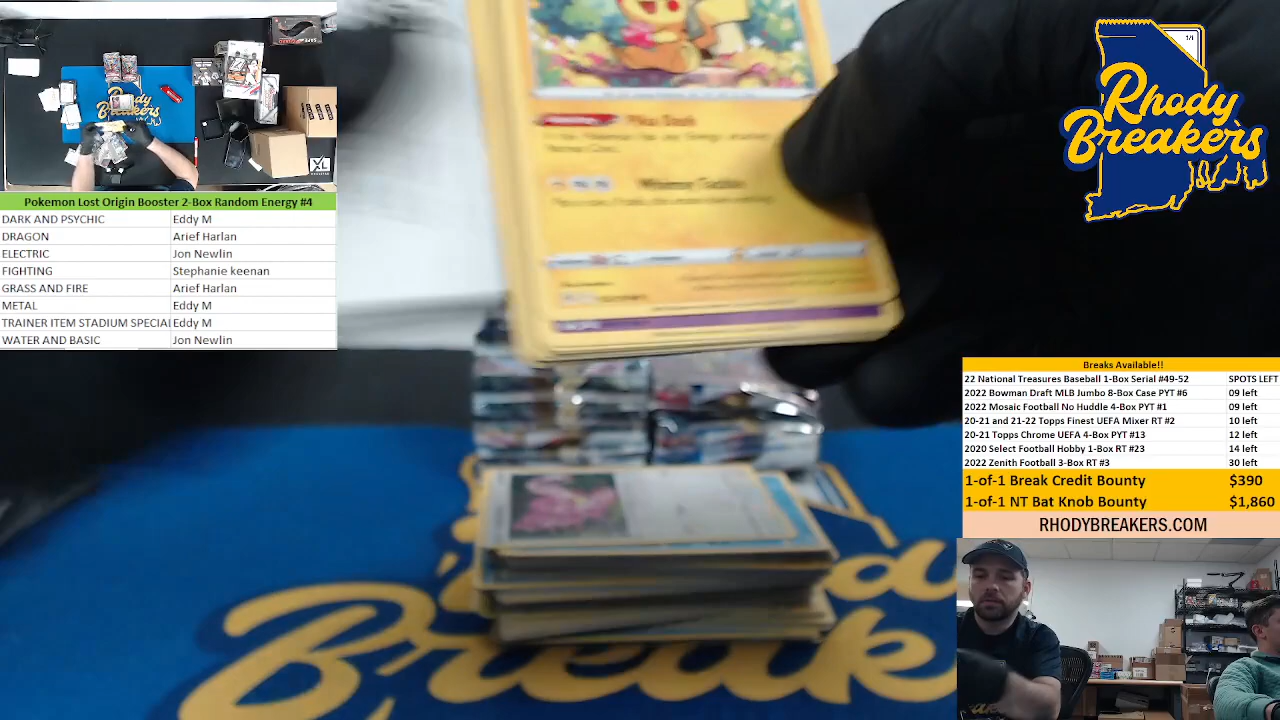 Pokemon Lost Origin Booster 2-Box Random Energy #4
DARK AND PSYCHIC Eddy M
DRAGON Arief Harlan
ELECTRIC Jon Newlin
FIGHTING Stephanie keenan
GRASS AND FIRE Arief Harlan
METAL Eddy M
TRAINER ITEM STADIUM SPECIAL Eddy M
WATER AND BASIC Jon Newlin
1/1
Rhody
Breakers
Breaks Available!!
22 National Treasures Baseball 1-Box Serial #49-52 SPOTS LEFT
2022 Bowman Draft MLB Jumbo 8-Box Case PYT #6 09 left
2022 Mosaic Football No Huddle 4-Box PYT #1 09 left
20-21 and 21-22 Topps Finest UEFA Mixer RT #2 10 left
20-21 Topps Chrome UEFA 4-Box PYT #13 12 left
2020 Select Football Hobby 1-Box RT #23 14 left
2022 Zenith Football 3-Box RT #3 30 left
1-of-1 Break Credit Bounty $390
1-of-1 NT Bat Knob Bounty $1,860
RHODYBREAKERS.COM
Rhody
Breakers
XL